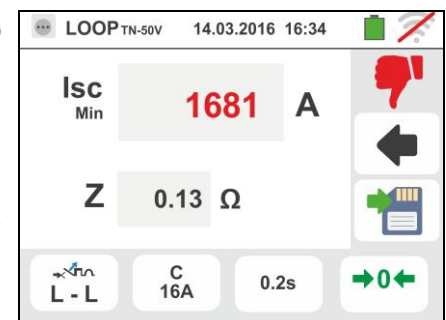 LOOP TN-50V 14.03.2016 16:34
Isc 1681 A
Min
Z 0.13 Ω
L - L
C
16A
0.2s
0